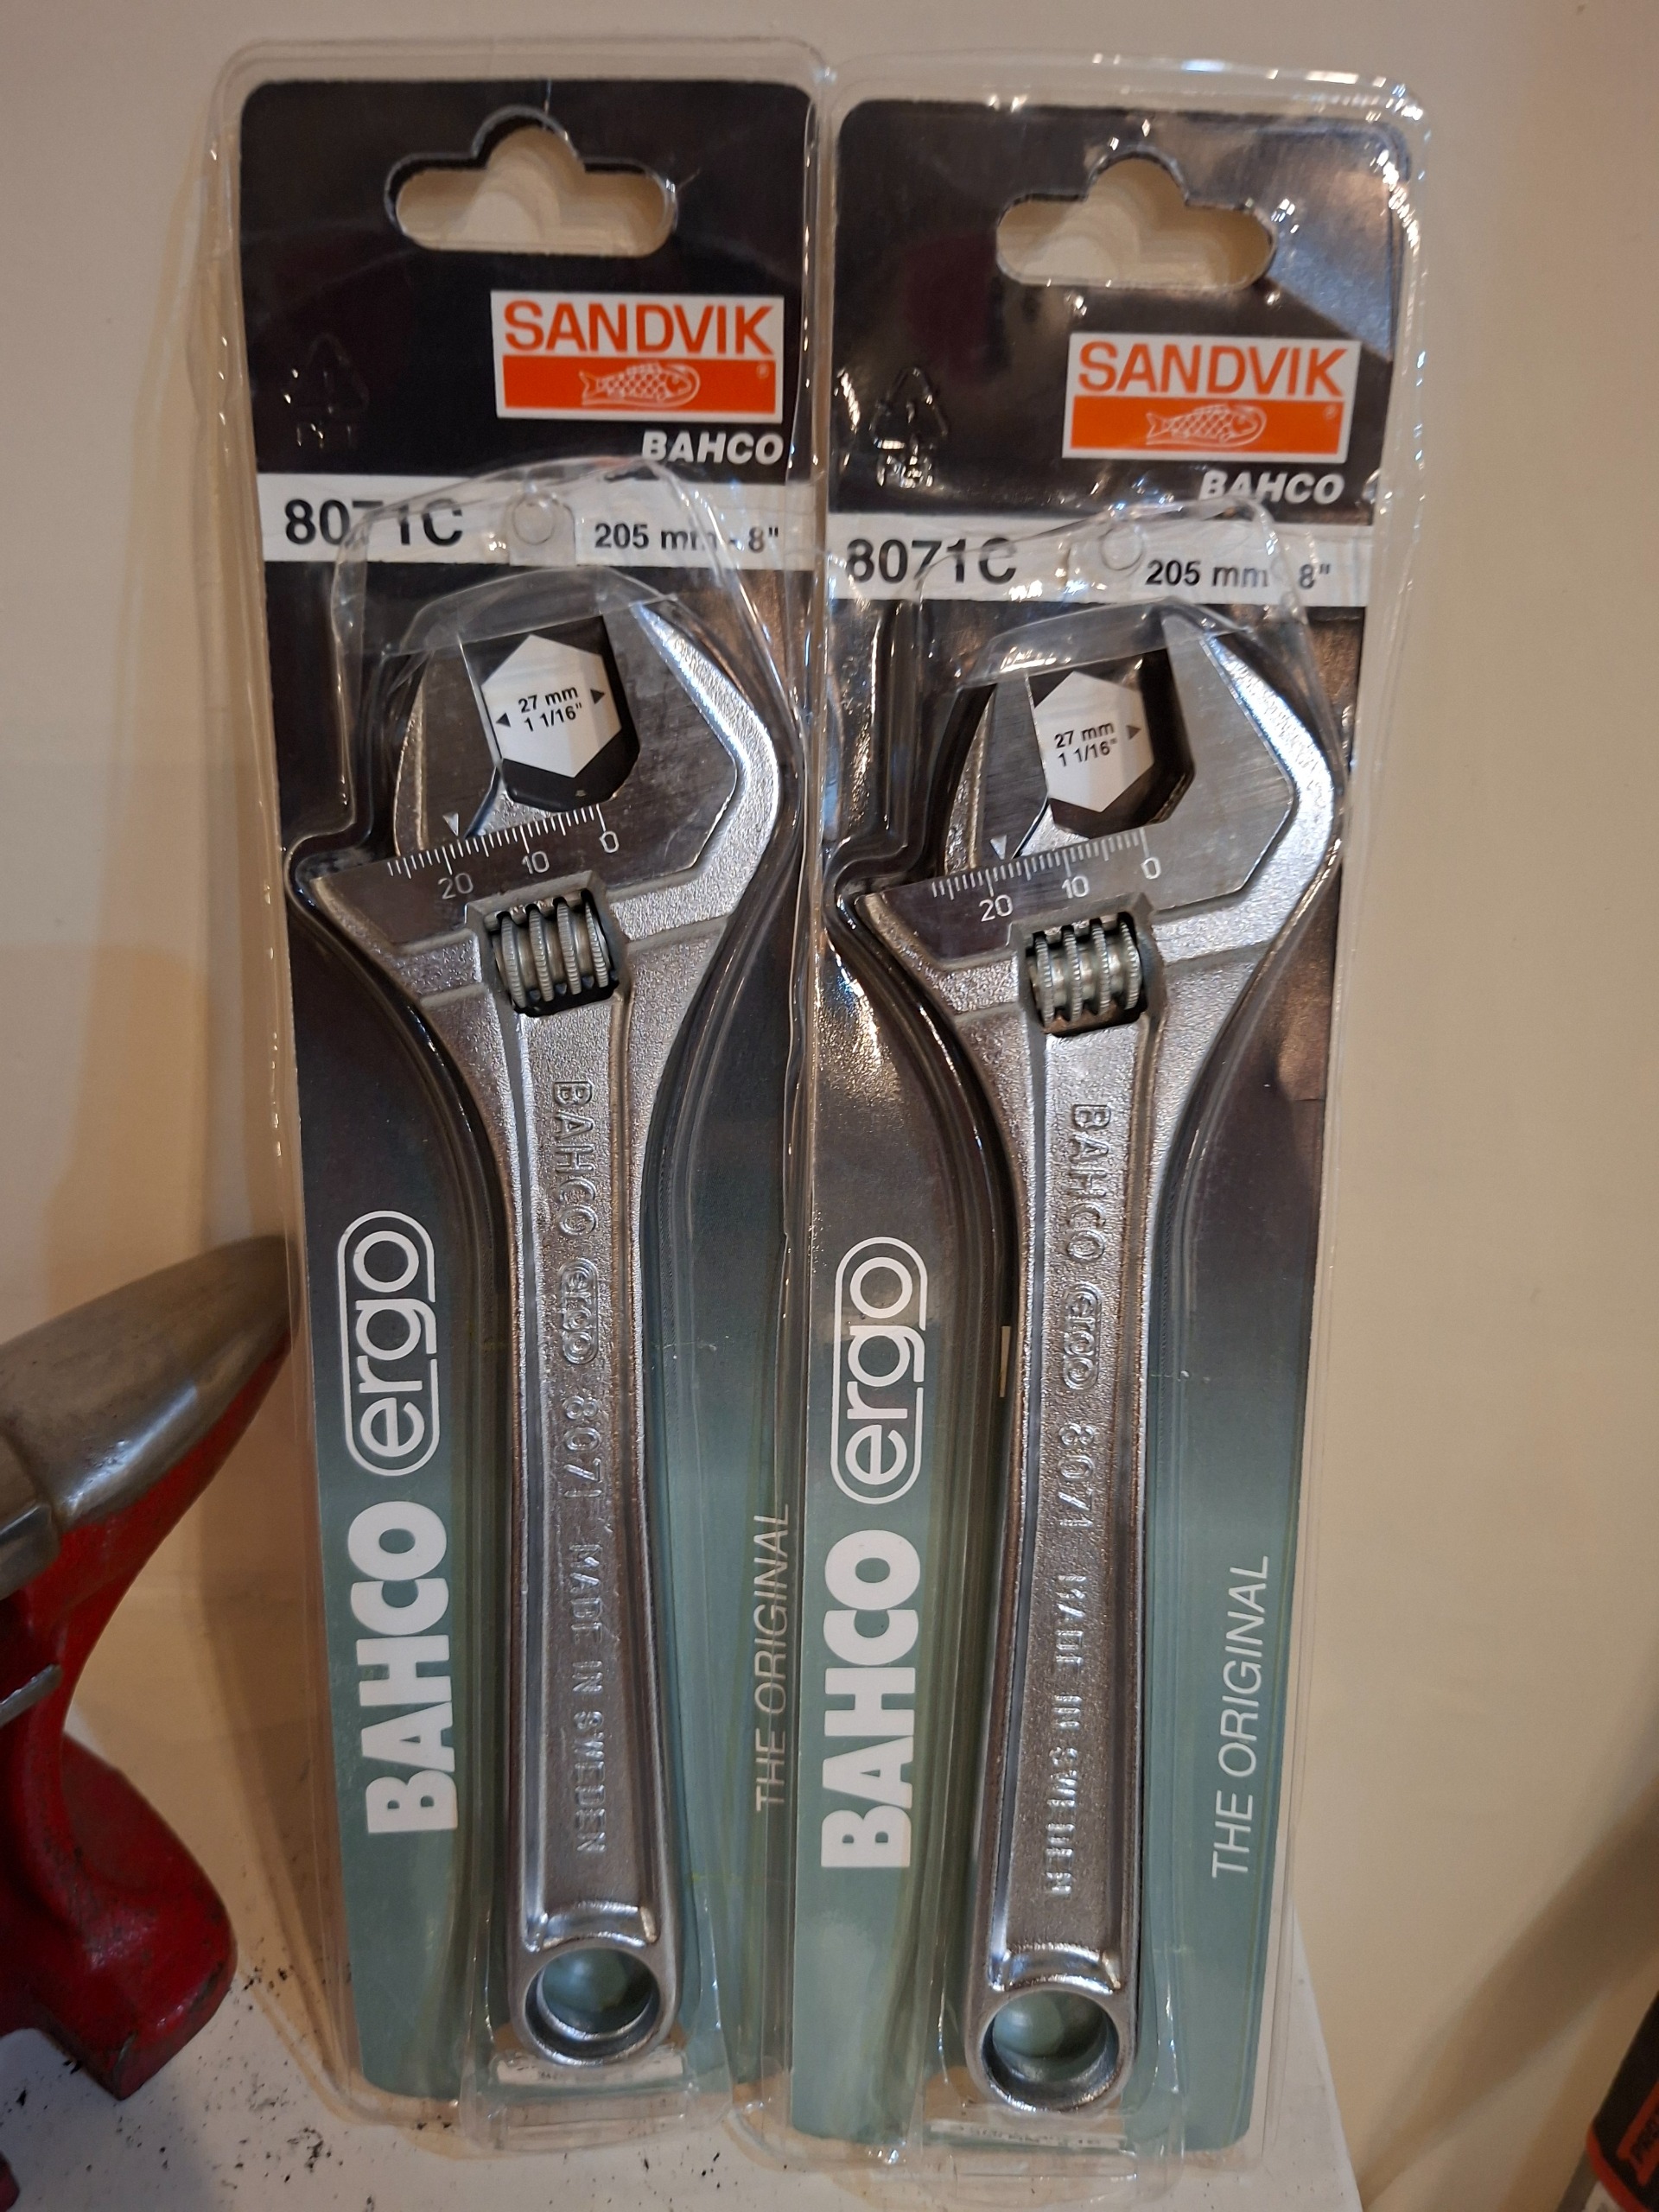 SANDVIK
BAHCO
8071C
205 mm - 8"
27 mm
1 1/16"
20 10 0
BAHCO ergo 8071 MADE IN SWEDEN
BAHCO ergo
THE ORIGINAL
SANDVIK
BAHCO
8071C
205 mm 8"
27 mm
1 1/16"
20 10 0
BAHCO ergo 8071 MADE IN SWEDEN
BAHCO ergo
THE ORIGINAL